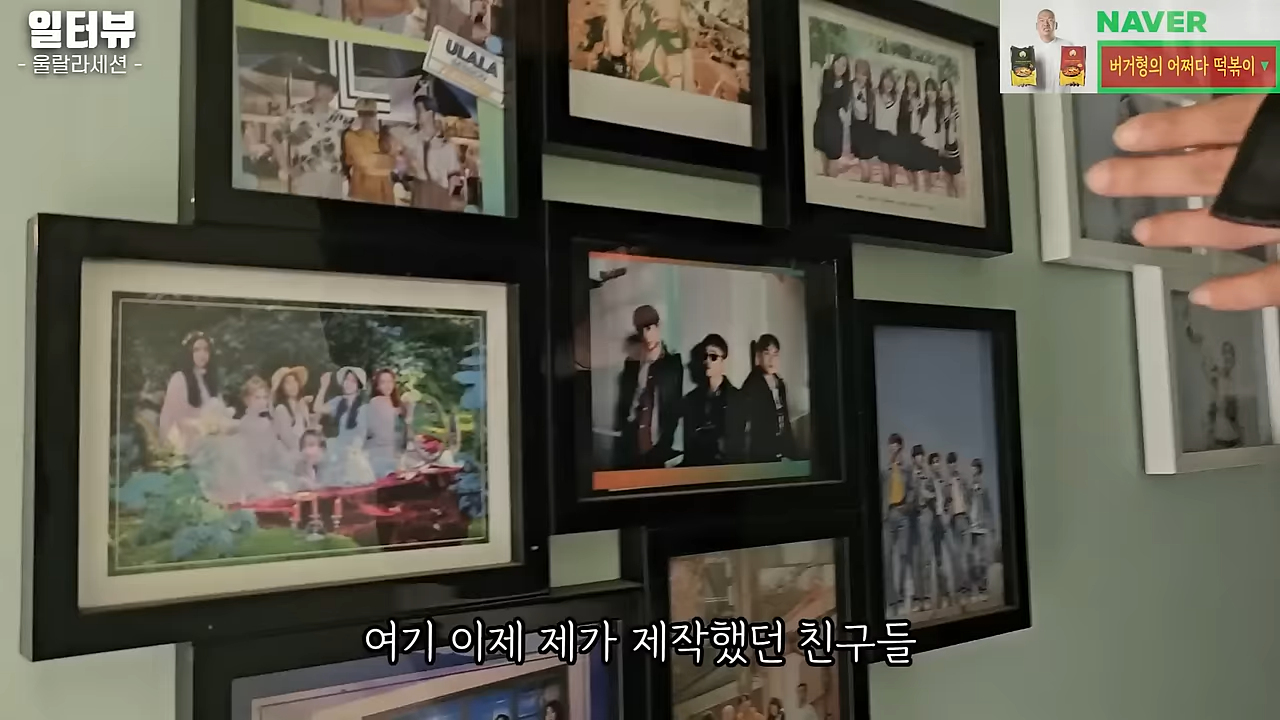 일터뷰
- 울랄라세션 -
NAVER
버거형의 어쩌다 떡볶이
ULALA
여기 이제 제가 제작했던 친구들